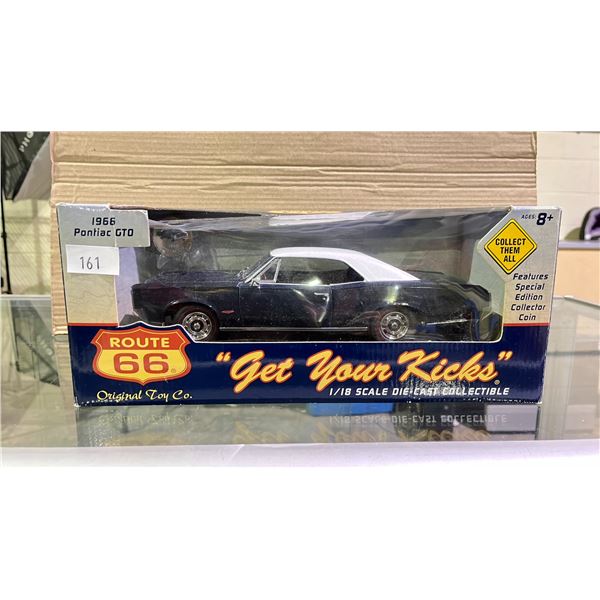 1966
Pontiac GTO
161
AGES: 8+
COLLECT
THEM
ALL
Features
Special
Edition
Collector
Coin
ROUTE
66
Original Toy Co.
"Get Your Kicks"
1/18 SCALE DIE-CAST COLLECTIBLE